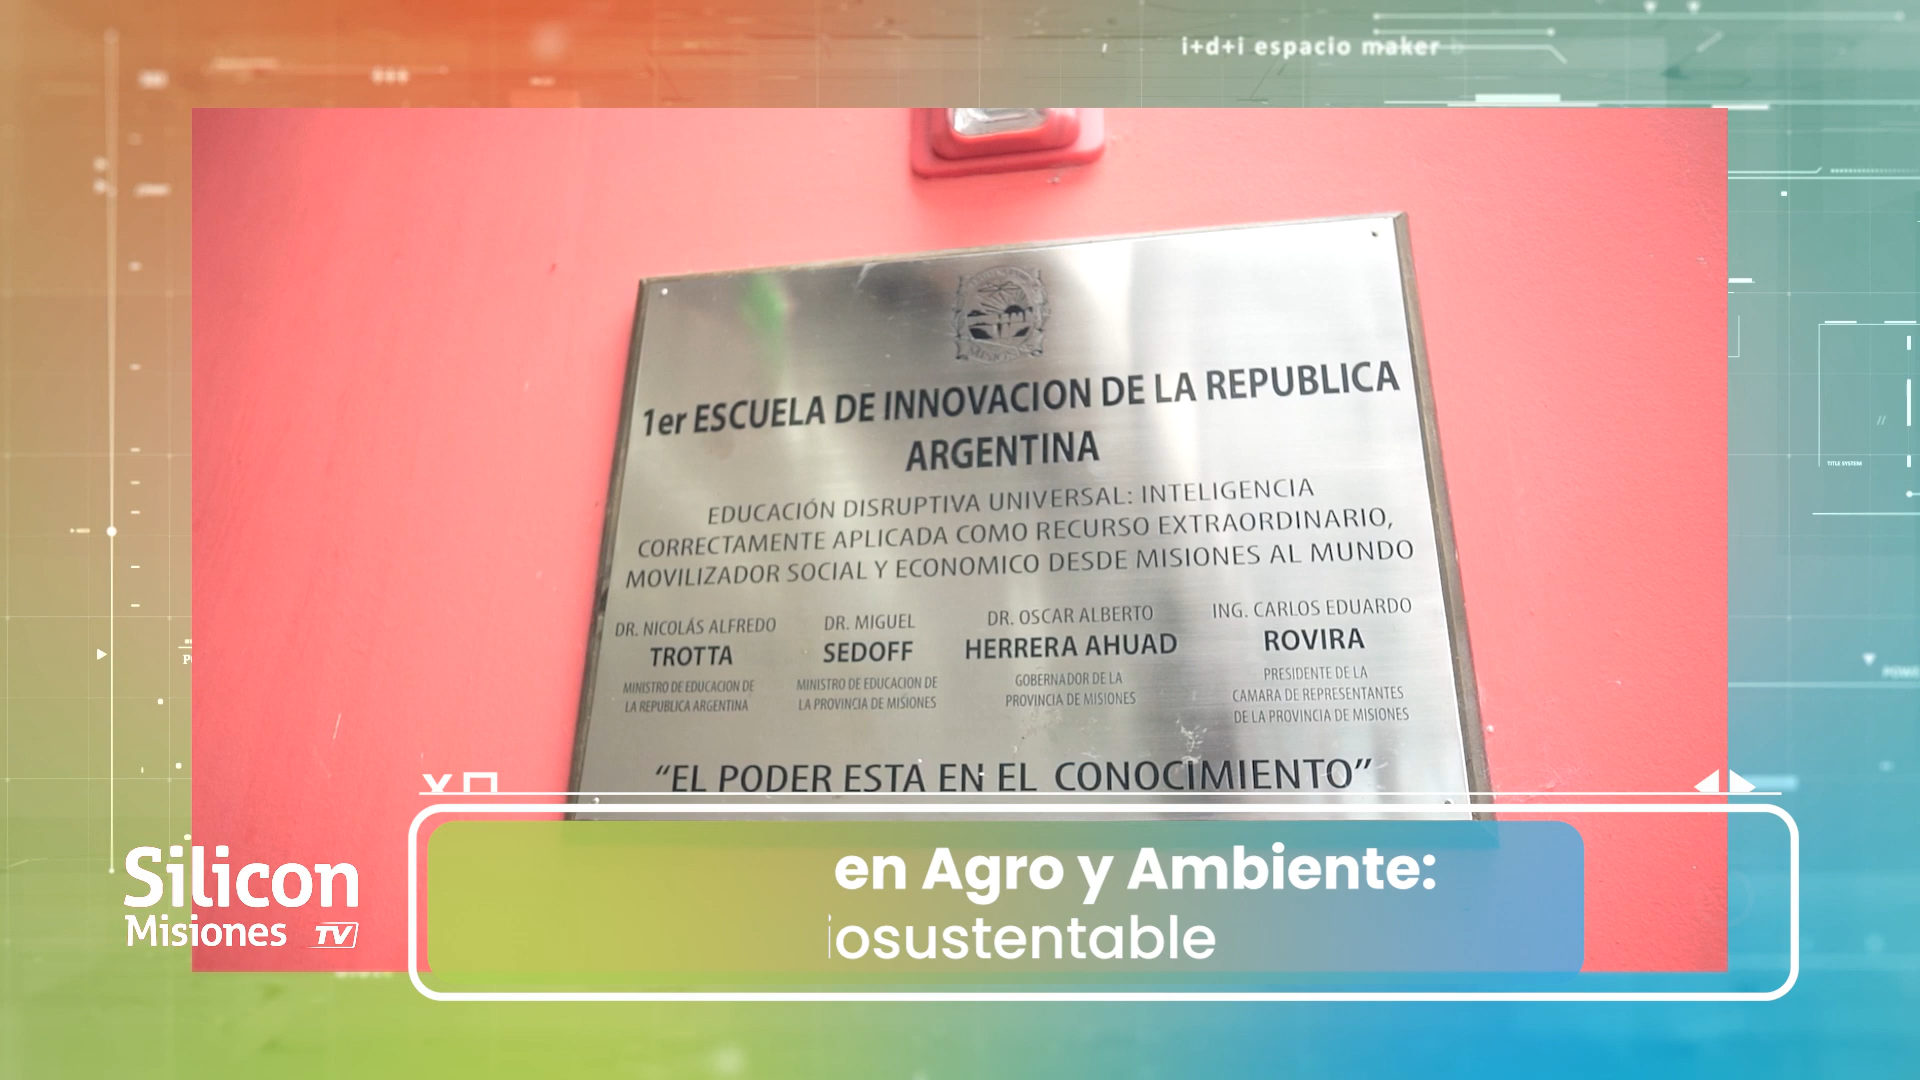 i+d+i espacio maker
TITLE SYSTEM
MISIONES
1er ESCUELA DE INNOVACION DE LA REPUBLICA
ARGENTINA
EDUCACIÓN DISRUPTIVA UNIVERSAL: INTELIGENCIA
CORRECTAMENTE APLICADA COMO RECURSO EXTRAORDINARIO,
MOVILIZADOR SOCIAL Y ECONOMICO DESDE MISIONES AL MUNDO
DR. NICOLÁS ALFREDO
TROTTA
MINISTRO DE EDUCACION DE
LA REPUBLICA ARGENTINA
DR. MIGUEL
SEDOFF
MINISTRO DE EDUCACION DE
LA PROVINCIA DE MISIONES
DR. OSCAR ALBERTO
HERRERA AHUAD
GOBERNADOR DE LA
PROVINCIA DE MISIONES
ING. CARLOS EDUARDO
ROVIRA
PRESIDENTE DE LA
CAMARA DE REPRESENTANTES
DE LA PROVINCIA DE MISIONES
“EL PODER ESTA EN EL CONOCIMIENTO”
Silicon
Misiones TV
en Agro y Ambiente:
iosustentable